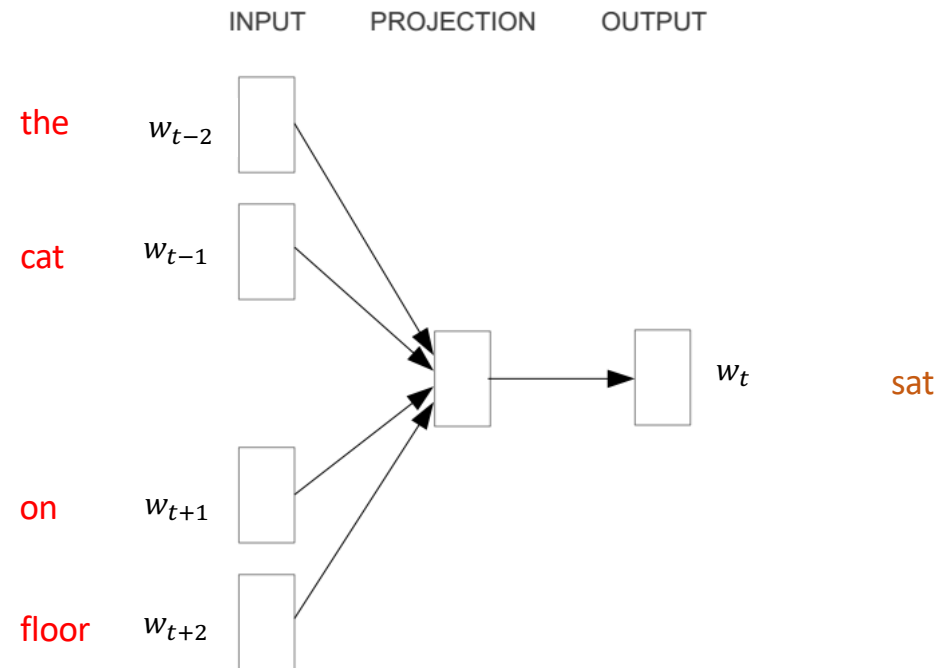 INPUT PROJECTION OUTPUT
the w_{t−2}
cat w_{t−1}
w_t sat
on w_{t+1}
floor w_{t+2}